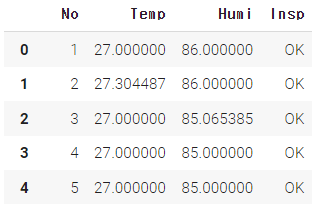 No Temp Humi Insp
0 1 27.000000 86.000000 OK
1 2 27.304487 86.000000 OK
2 3 27.000000 85.065385 OK
3 4 27.000000 85.000000 OK
4 5 27.000000 85.000000 OK